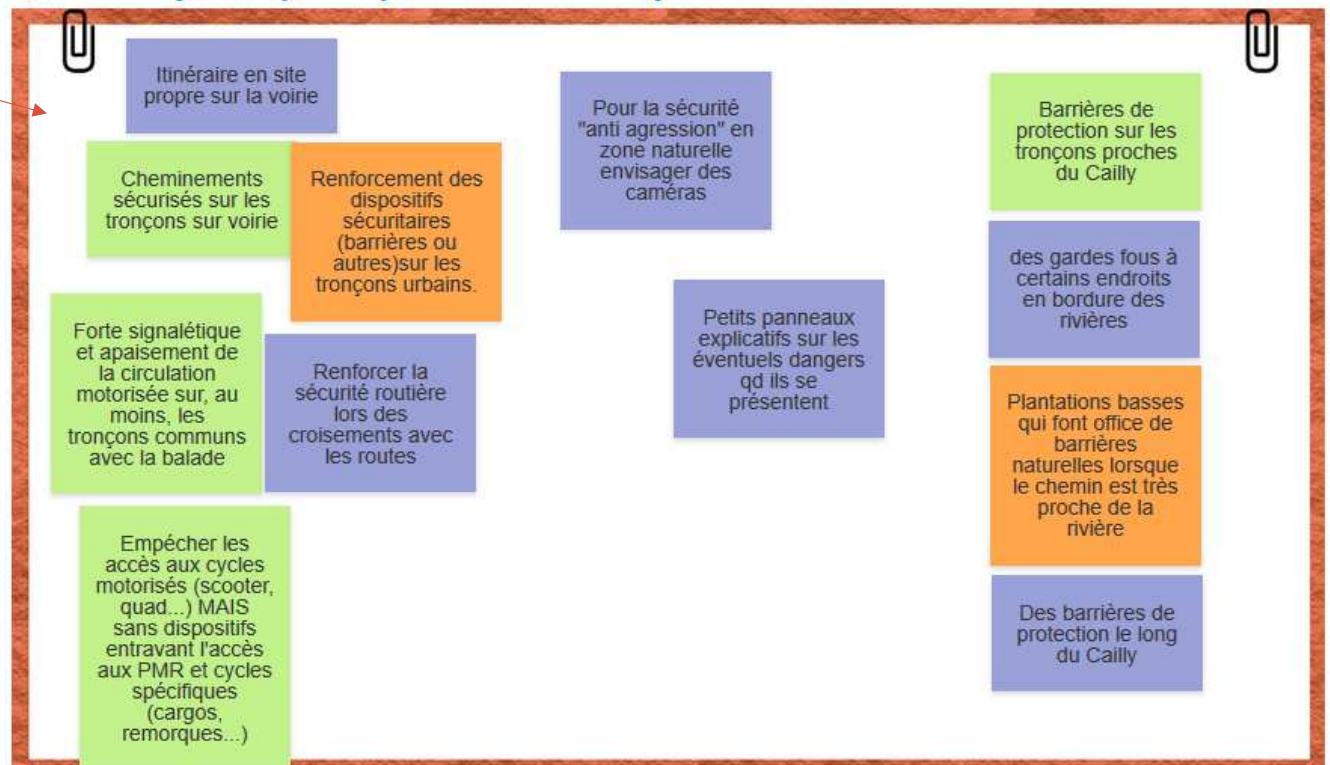 Itinéraire en site
propre sur la voirie
Cheminements
sécurisés sur les
tronçons sur voirie
Renforcement des
dispositifs
sécuritaires
(barrières ou
autres)sur les
tronçons urbains.
Forte signalétique
et apaisement de
la circulation
motorisée sur, au
moins, les
tronçons communs
avec la balade
Renforcer la
sécurité routière
lors des
croisements avec
les routes
Empécher les
accès aux cycles
motorisés (scooter,
quad...) MAIS
sans dispositifs
entravant l'accès
aux PMR et cycles
spécifiques
(cargos,
remorques...)
Pour la sécurité
"anti agression" en
zone naturelle
envisager des
caméras
Petits panneaux
explicatifs sur les
éventuels dangers
qd ils se
présentent
Barrières de
protection sur les
tronçons proches
du Cailly
des gardes fous à
certains endroits
en bordure des
rivières
Plantations basses
qui font office de
barrières
naturelles lorsque
le chemin est très
proche de la
rivière
Des barrières de
protection le long
du Cailly